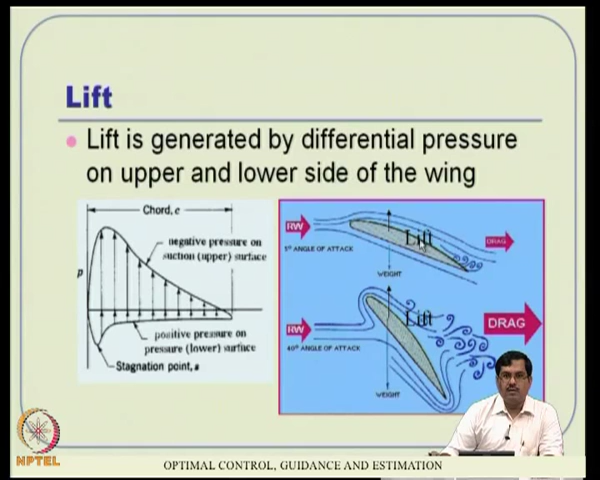 Lift
Lift is generated by differential pressure
on upper and lower side of the wing
Chord, c
negative pressure on
suction (upper) surface
P
positive pressure on
pressure (lower) surface
Stagnation point, s
RW
Lift
DRAG
5° ANGLE OF ATTACK
WEIGHT
Lift
RW
DRAG
40° ANGLE OF ATTACK
WEIGHT
NPTEL
OPTIMAL CONTROL, GUIDANCE AND ESTIMATION